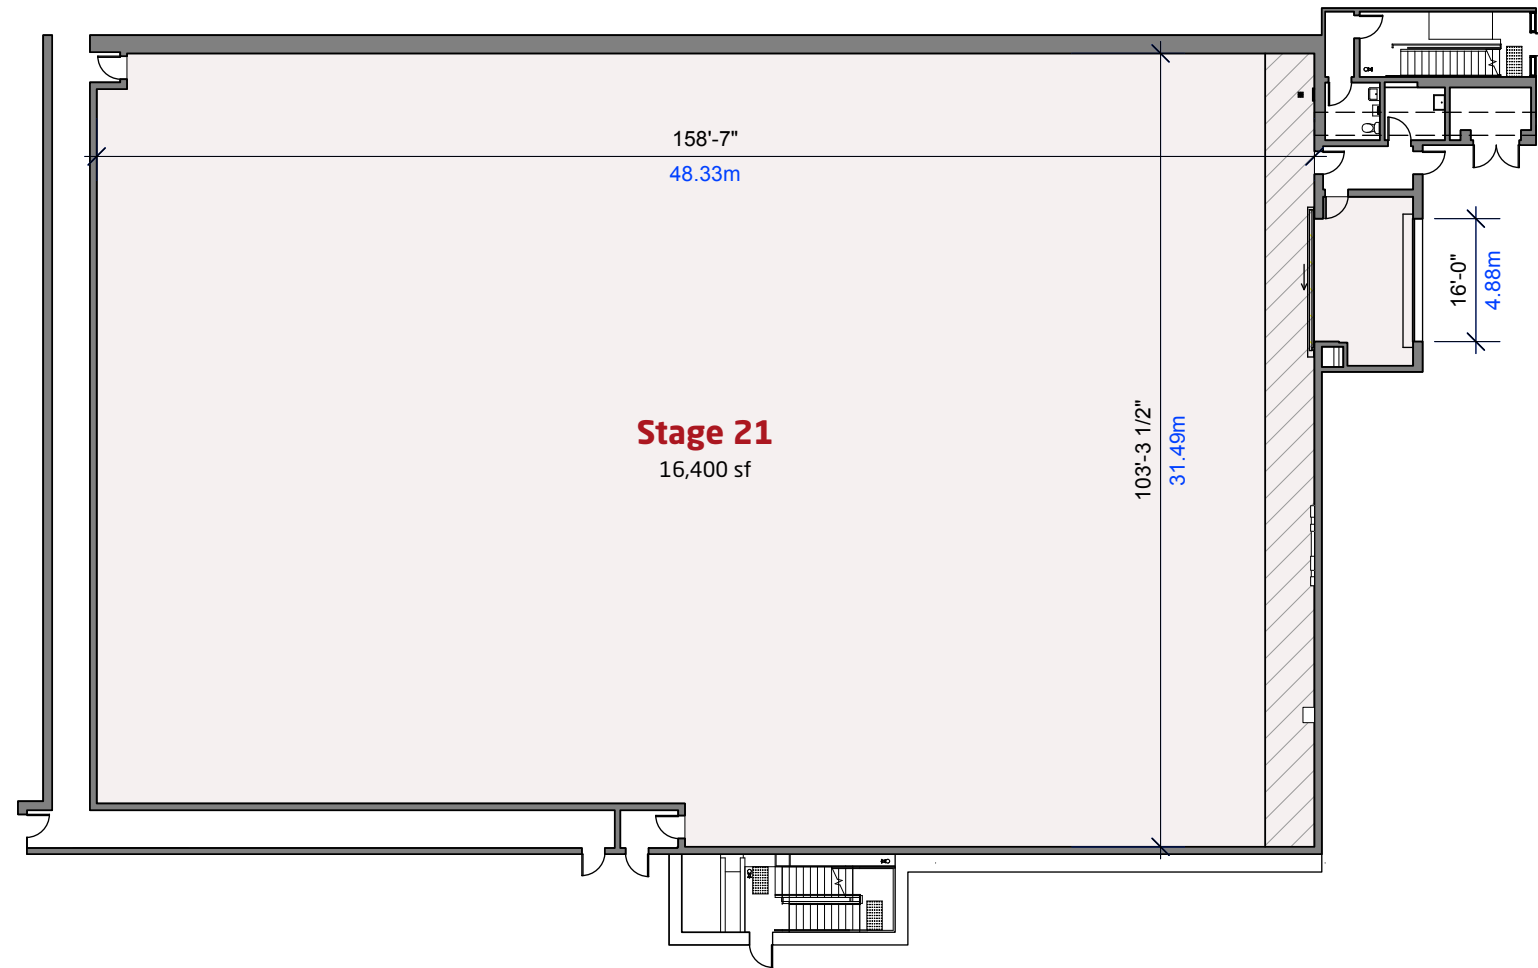 158'-7"
48.33m
16'-0"
4.88m
Stage 21
16,400 sf
103'-3 1/2"
31.49m